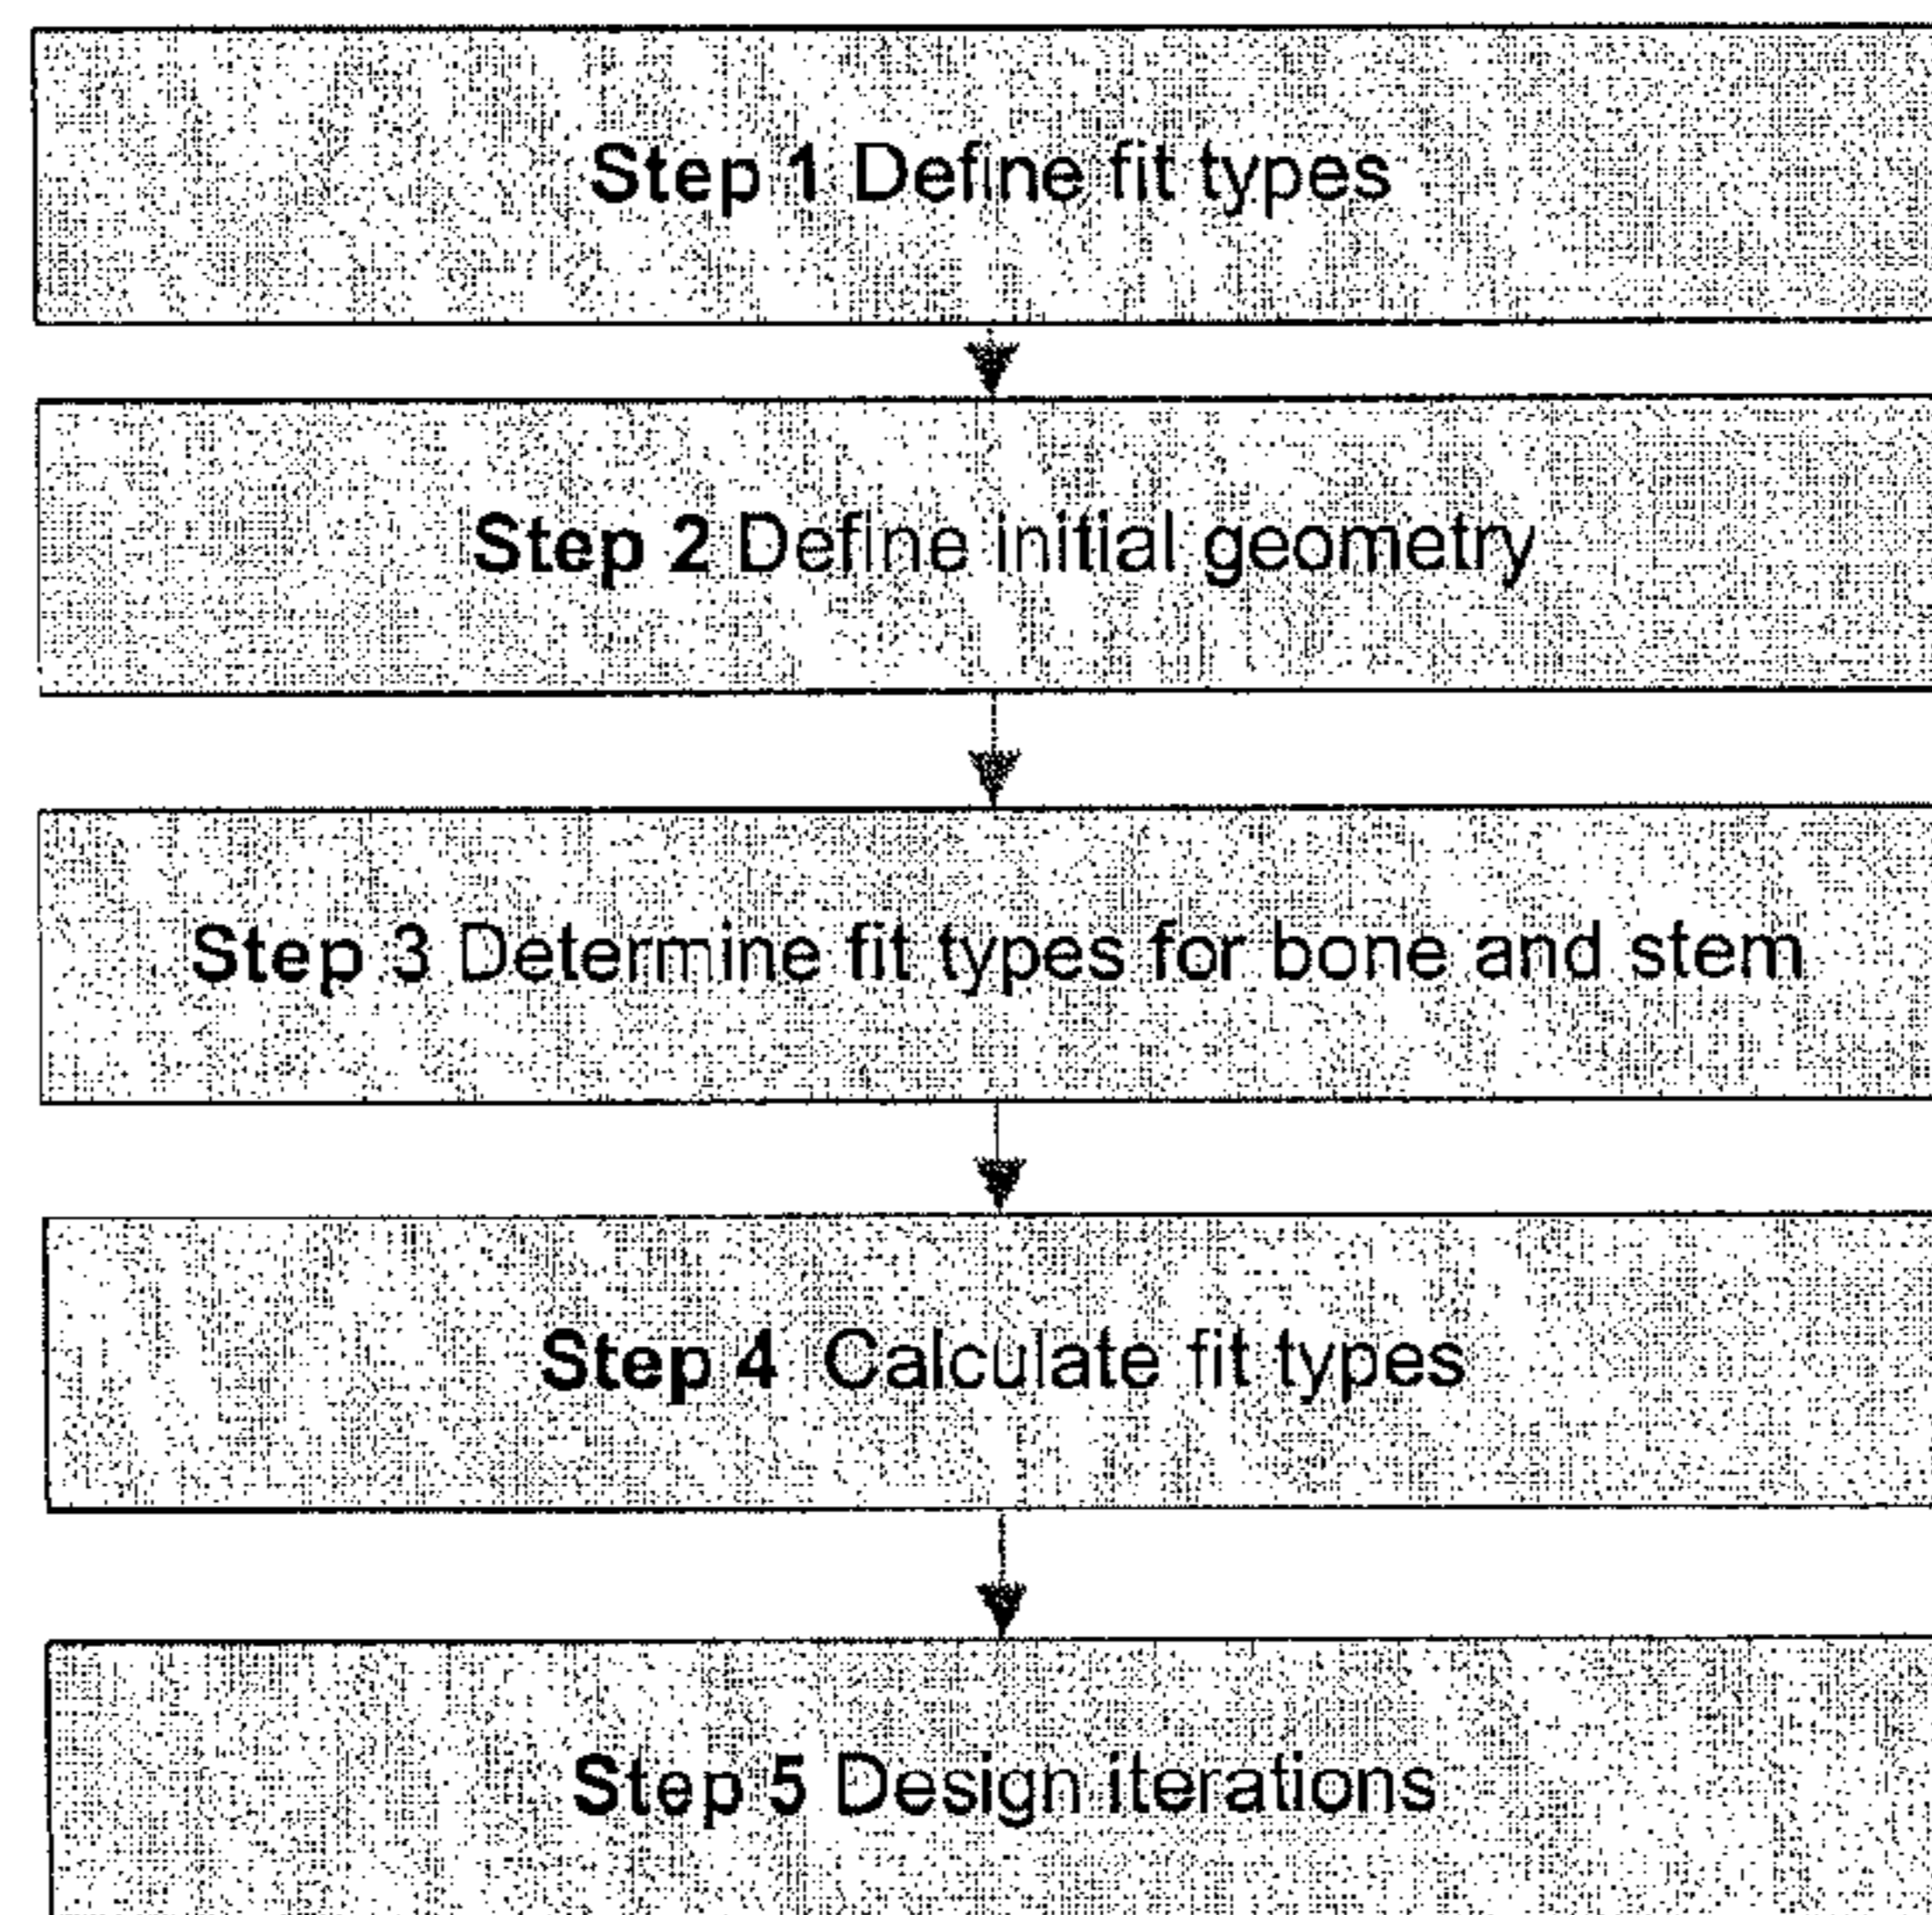 Step 1 Define fit types
Step 2 Define initial geometry
Step 3 Determine fit types for bone and stem
Step 4 Calculate fit types
Step 5 Design iterations